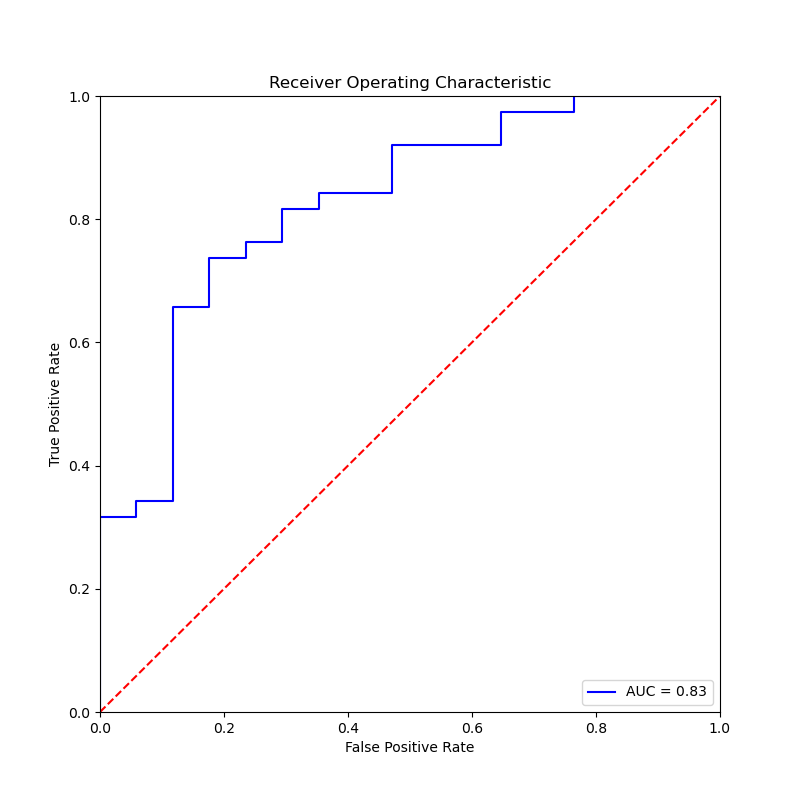 Receiver Operating Characteristic
1.0
0.8
0.6
0.4
0.2
0.0
True Positive Rate
AUC = 0.83
0.0 0.2 0.4 0.6 0.8 1.0
False Positive Rate